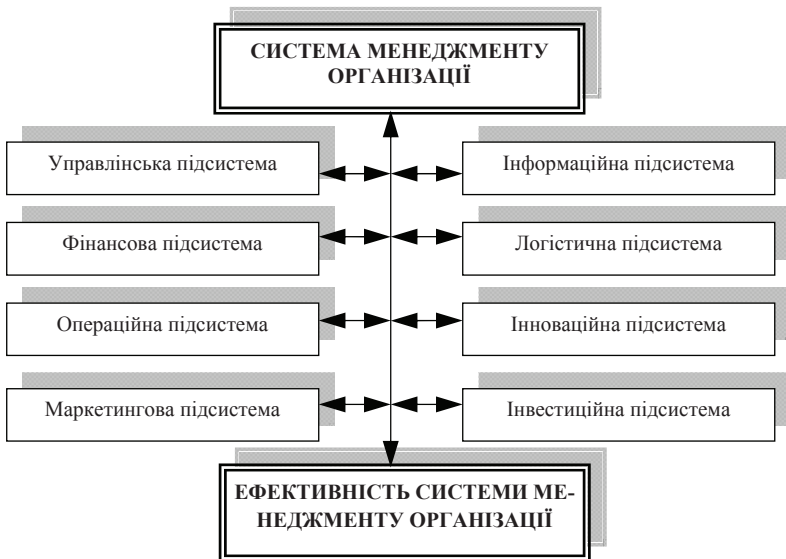 СИСТЕМА МЕНЕДЖМЕНТУ
ОРГАНІЗАЦІЇ
Управлінська підсистема
Інформаційна підсистема
Фінансова підсистема
Логістична підсистема
Операційна підсистема
Інноваційна підсистема
Маркетингова підсистема
Інвестиційна підсистема
ЕФЕКТИВНІСТЬ СИСТЕМИ МЕ-
НЕДЖМЕНТУ ОРГАНІЗАЦІЇ